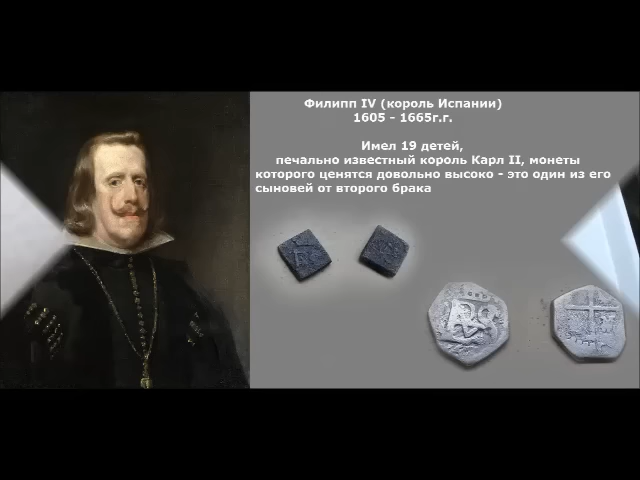 Филипп IV (король Испании)
1605 - 1665г.г.
Имел 19 детей,
печально известный король Карл II, монеты
которого ценятся довольно высоко - это один из его
сыновей от второго брака